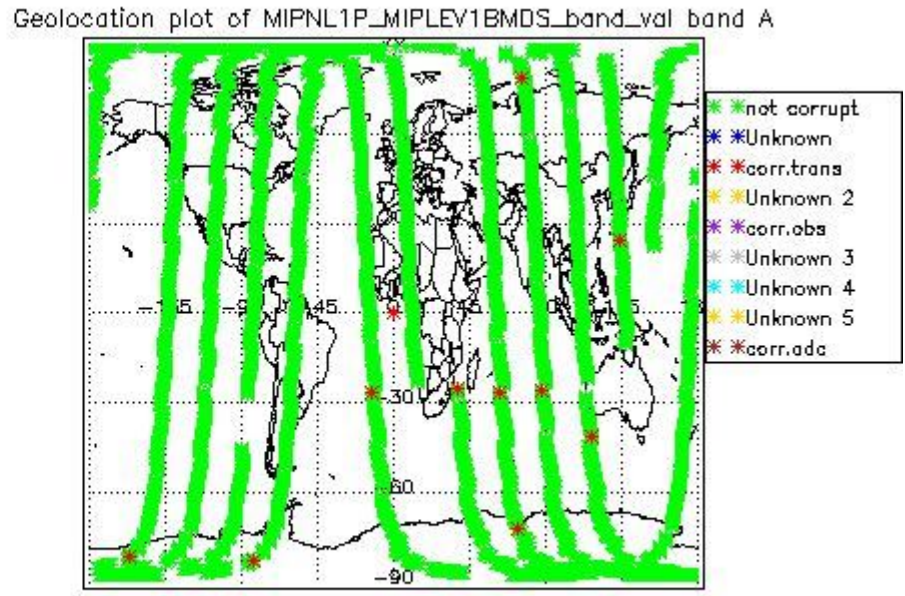 Geolocation plot of MIPNL1P_MIPLEV1BMDS_band_val band A
not corrupt
Unknown
corr.trans
Unknown 2
corr.obs
Unknown 3
Unknown 4
Unknown 5
corr.adc
-30
-60
-90